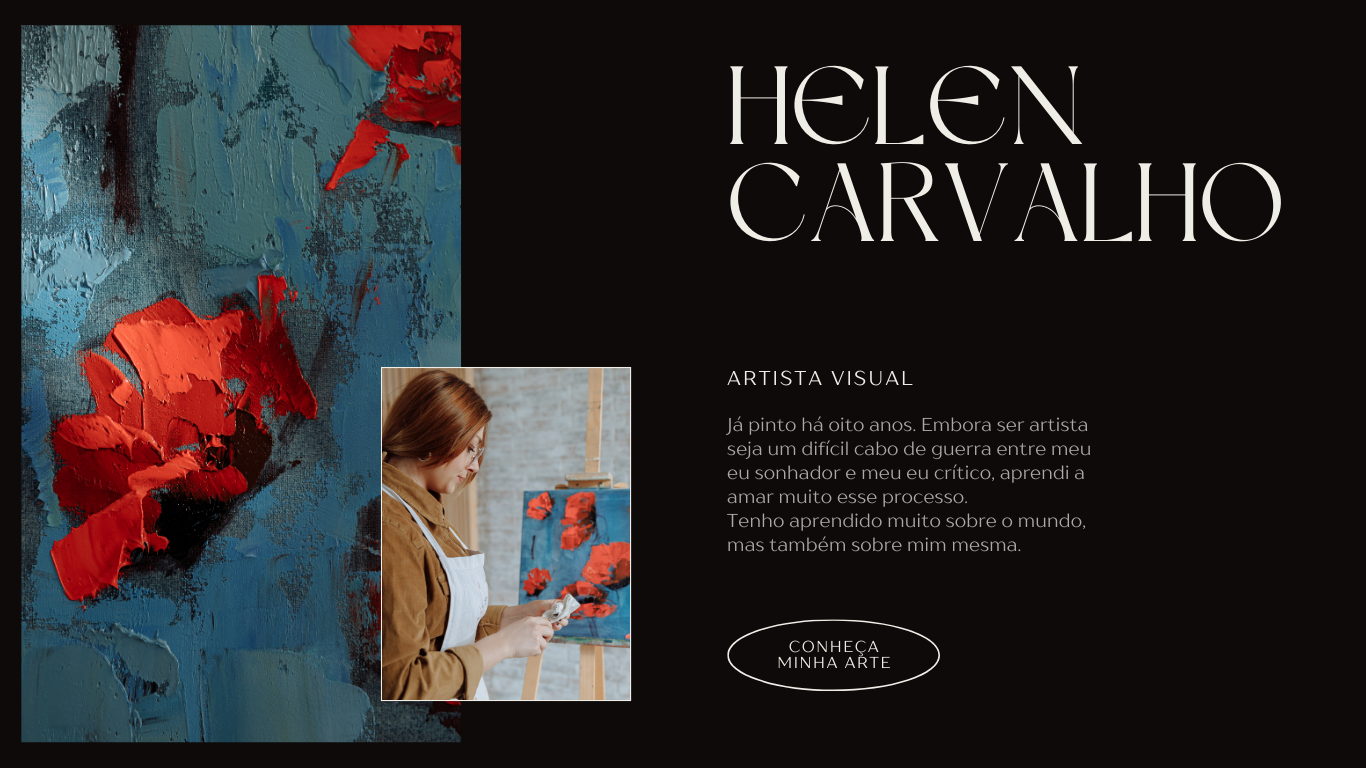 HELEN
CARVALHO
ARTISTA VISUAL
Já pinto há oito anos. Embora ser artista
seja um difícil cabo de guerra entre meu
eu sonhador e meu eu crítico, aprendi a
amar muito esse processo.
Tenho aprendido muito sobre o mundo,
mas também sobre mim mesma.
CONHEÇA
MINHA ARTE